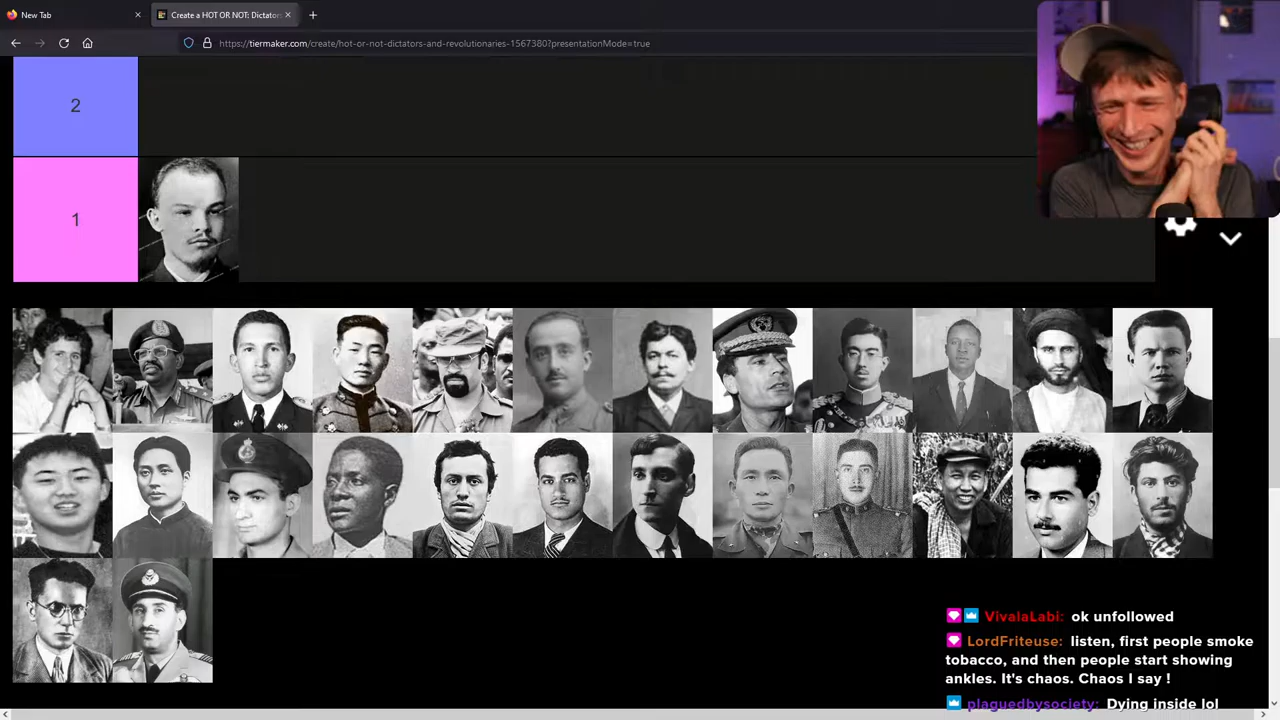 New Tab
Create a HOT OR NOT: Dictator
https://tiermaker.com/create/hot-or-not-dictators-and-revolutionaries-1567380?presentationMode=true
2
1
VivalaLabi: ok unfollowed
LordFriteuse: listen, first people smoke
tobacco, and then people start showing
ankles. It's chaos. Chaos I say !
plaguedbysociety: Dying inside lol